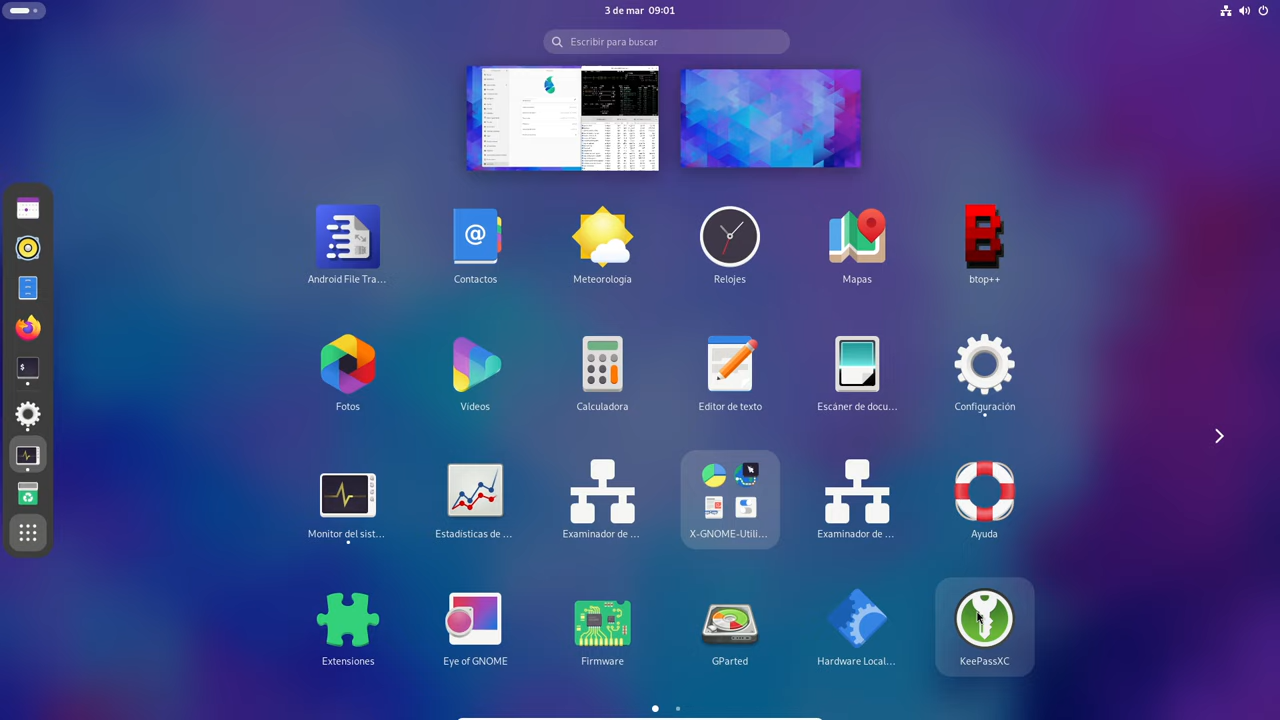 3 de mar 09:01
Escribir para buscar
Android File Tra...
Contactos
Meteorología
Relojes
Mapas
btop++
Fotos
Vídeos
Calculadora
Editor de texto
Escáner de docu...
Configuración
Monitor del sist...
Estadísticas de ...
Examinador de ...
X-GNOME-Utili...
Examinador de ...
Ayuda
Extensiones
Eye of GNOME
Firmware
GParted
Hardware Local...
KeePassXC